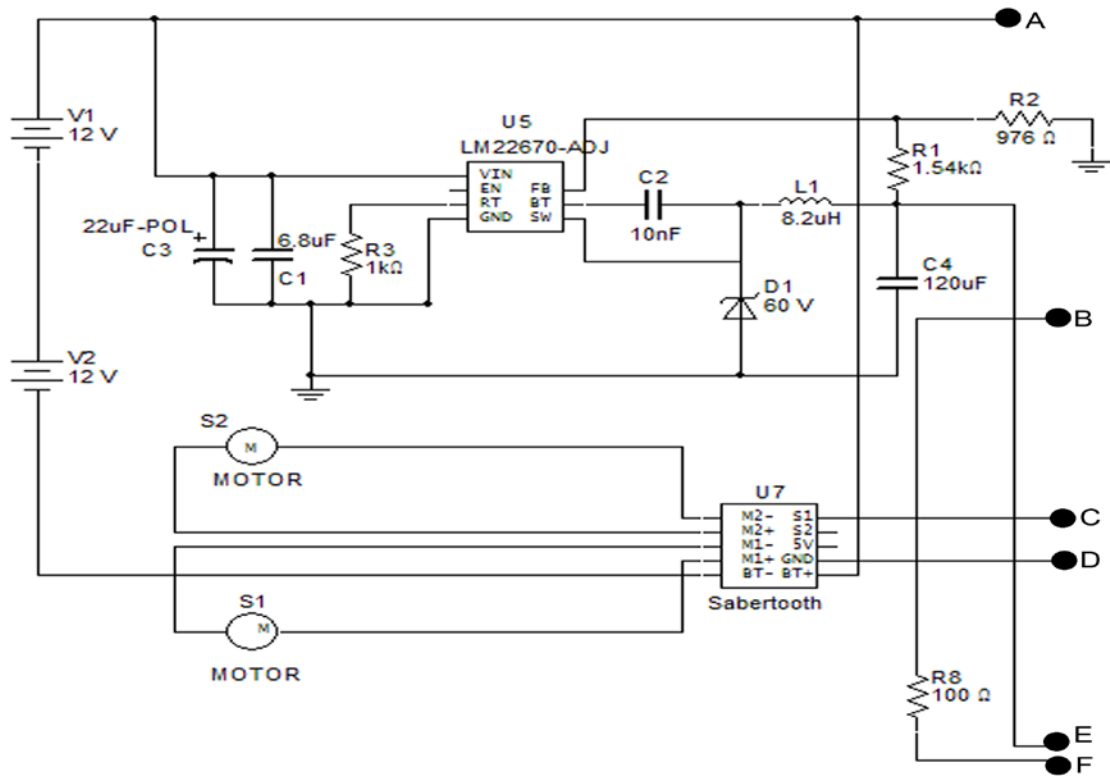 A
V1
12 V
U5
LM22670-ADJ
VIN
EN FB
RT BT
GND SW
R2
976 Ω
R1
1.54kΩ
C2
10nF
L1
8.2uH
22uF-POL
+
C3
6.8uF
C1
R3
1kΩ
D1
60 V
C4
120uF
B
V2
12 V
S2
M
MOTOR
U7
M2- S1
M2+ S2
M1- 5V
M1+ GND
BT- BT+
Sabertooth
C
D
S1
M
MOTOR
R8
100 Ω
E
F